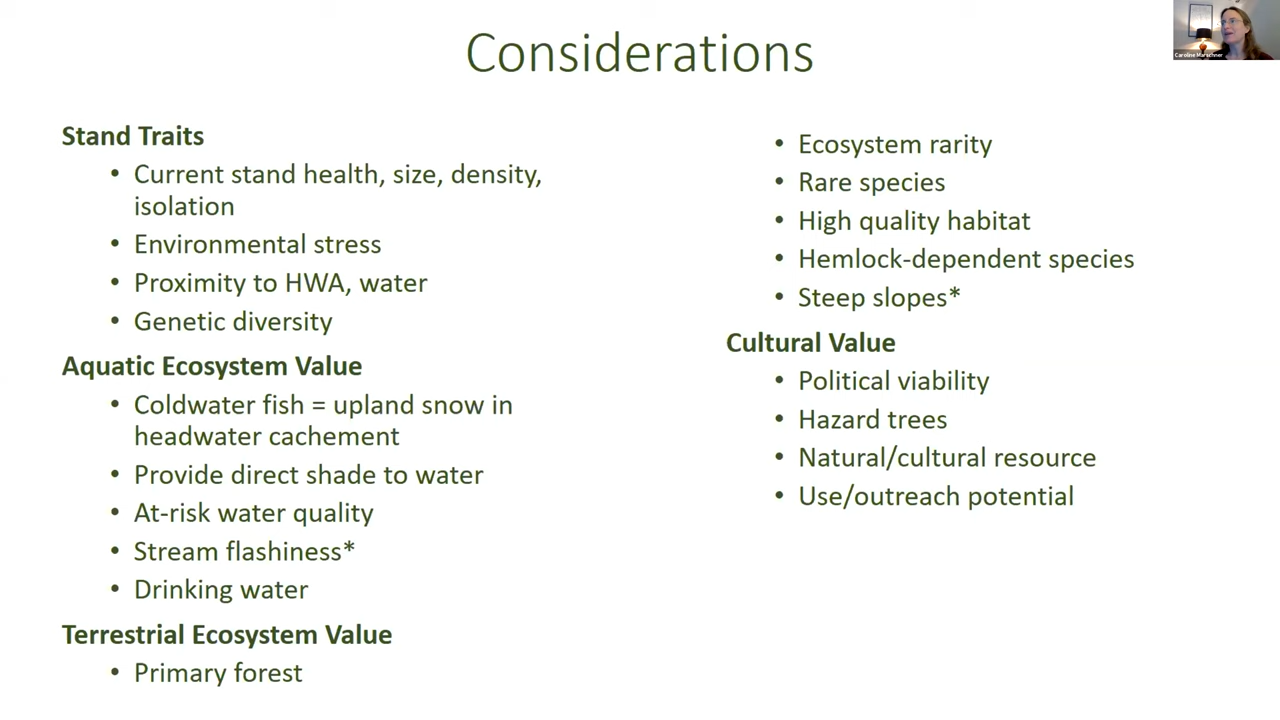 Considerations
Stand Traits
• Current stand health, size, density,
isolation
• Environmental stress
• Proximity to HWA, water
• Genetic diversity
Aquatic Ecosystem Value
• Coldwater fish = upland snow in
headwater cachement
• Provide direct shade to water
• At-risk water quality
• Stream flashiness*
• Drinking water
Terrestrial Ecosystem Value
• Primary forest
• Ecosystem rarity
• Rare species
• High quality habitat
• Hemlock-dependent species
• Steep slopes*
Cultural Value
• Political viability
• Hazard trees
• Natural/cultural resource
• Use/outreach potential
Caroline Marschner